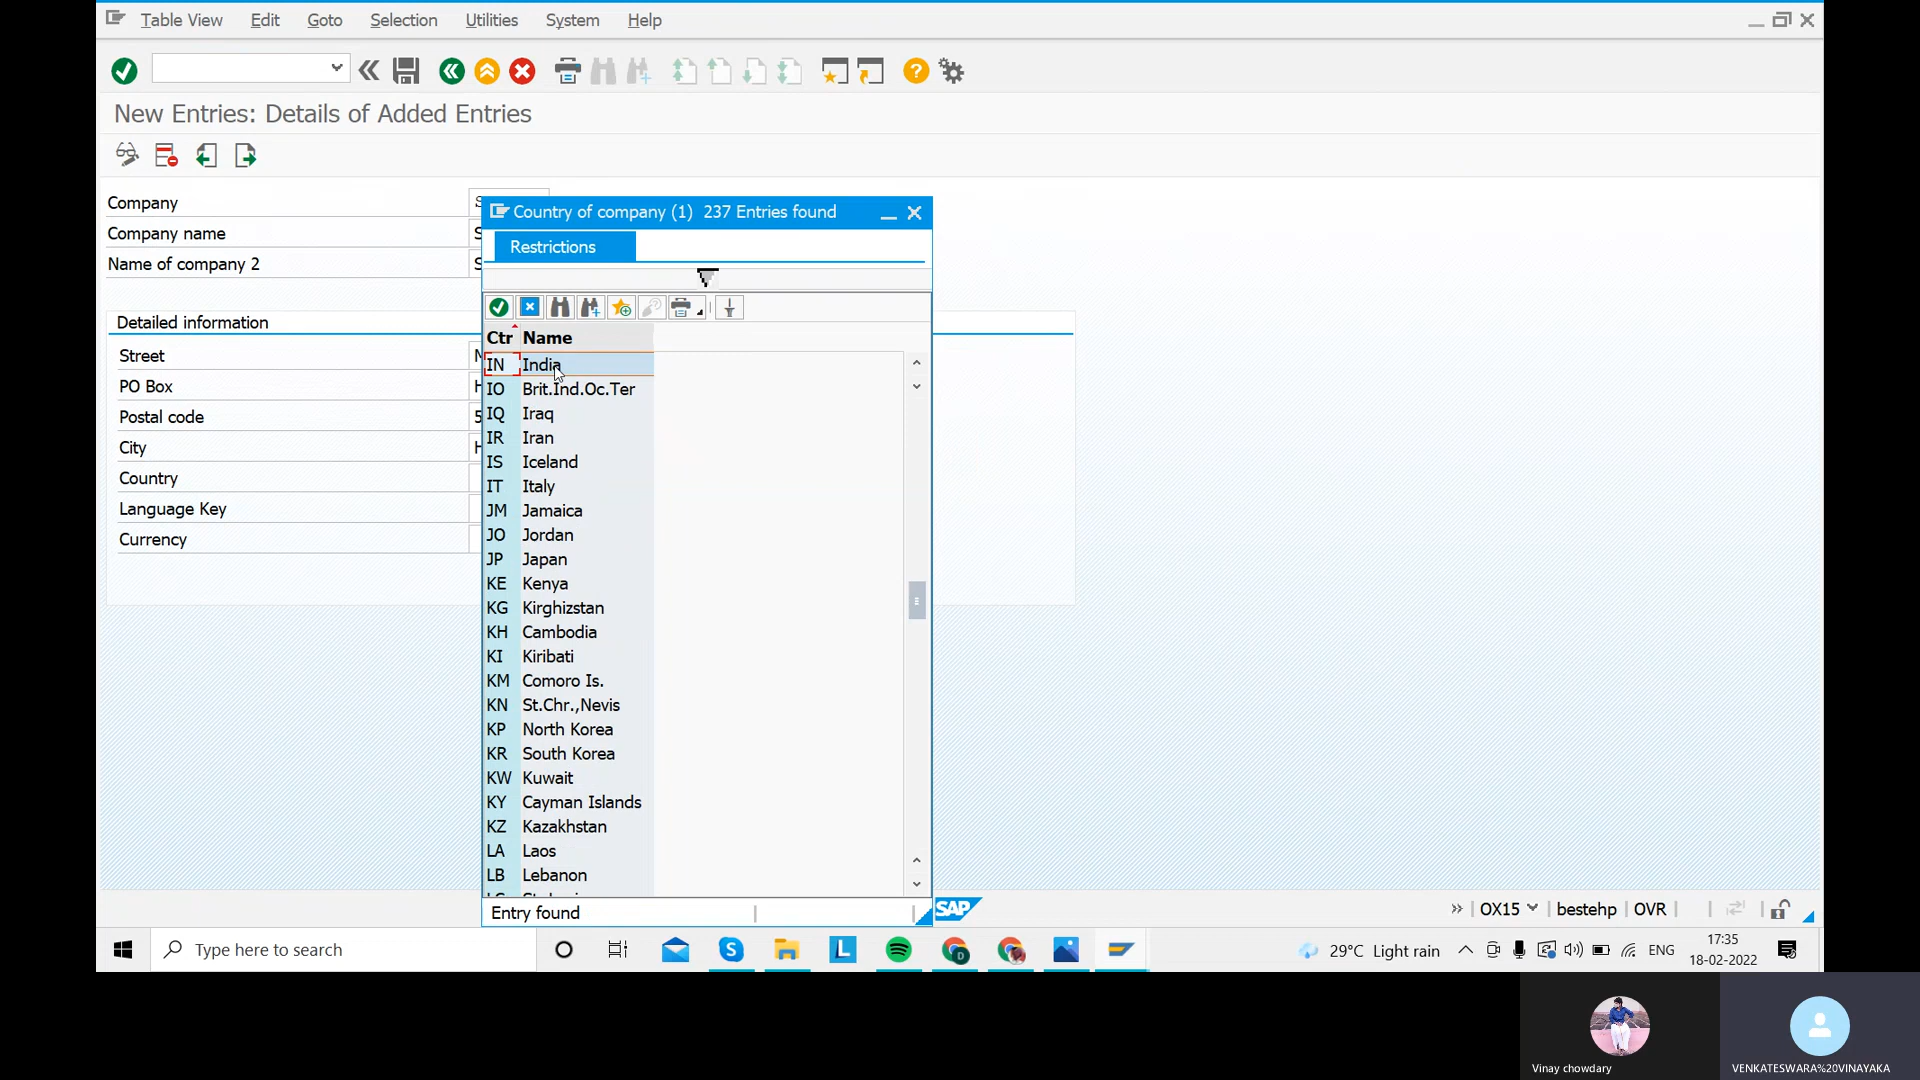 Table View Edit Goto Selection Utilities System Help
New Entries: Details of Added Entries
Company S
Company name S
Name of company 2 S
Detailed information
Street M
PO Box H
Postal code 5
City H
Country
Language Key
Currency
Country of company (1) 237 Entries found
Restrictions
Ctr Name
IN India
IO Brit.Ind.Oc.Ter
IQ Iraq
IR Iran
IS Iceland
IT Italy
JM Jamaica
JO Jordan
JP Japan
KE Kenya
KG Kirghizstan
KH Cambodia
KI Kiribati
KM Comoro Is.
KN St.Chr.,Nevis
KP North Korea
KR South Korea
KW Kuwait
KY Cayman Islands
KZ Kazakhstan
LA Laos
LB Lebanon
Entry found
SAP
OX15 bestehp OVR
Type here to search
L
D
29°C Light rain
ENG
17:35
18-02-2022
Vinay chowdary
VENKATESWARA%20VINAYAKA